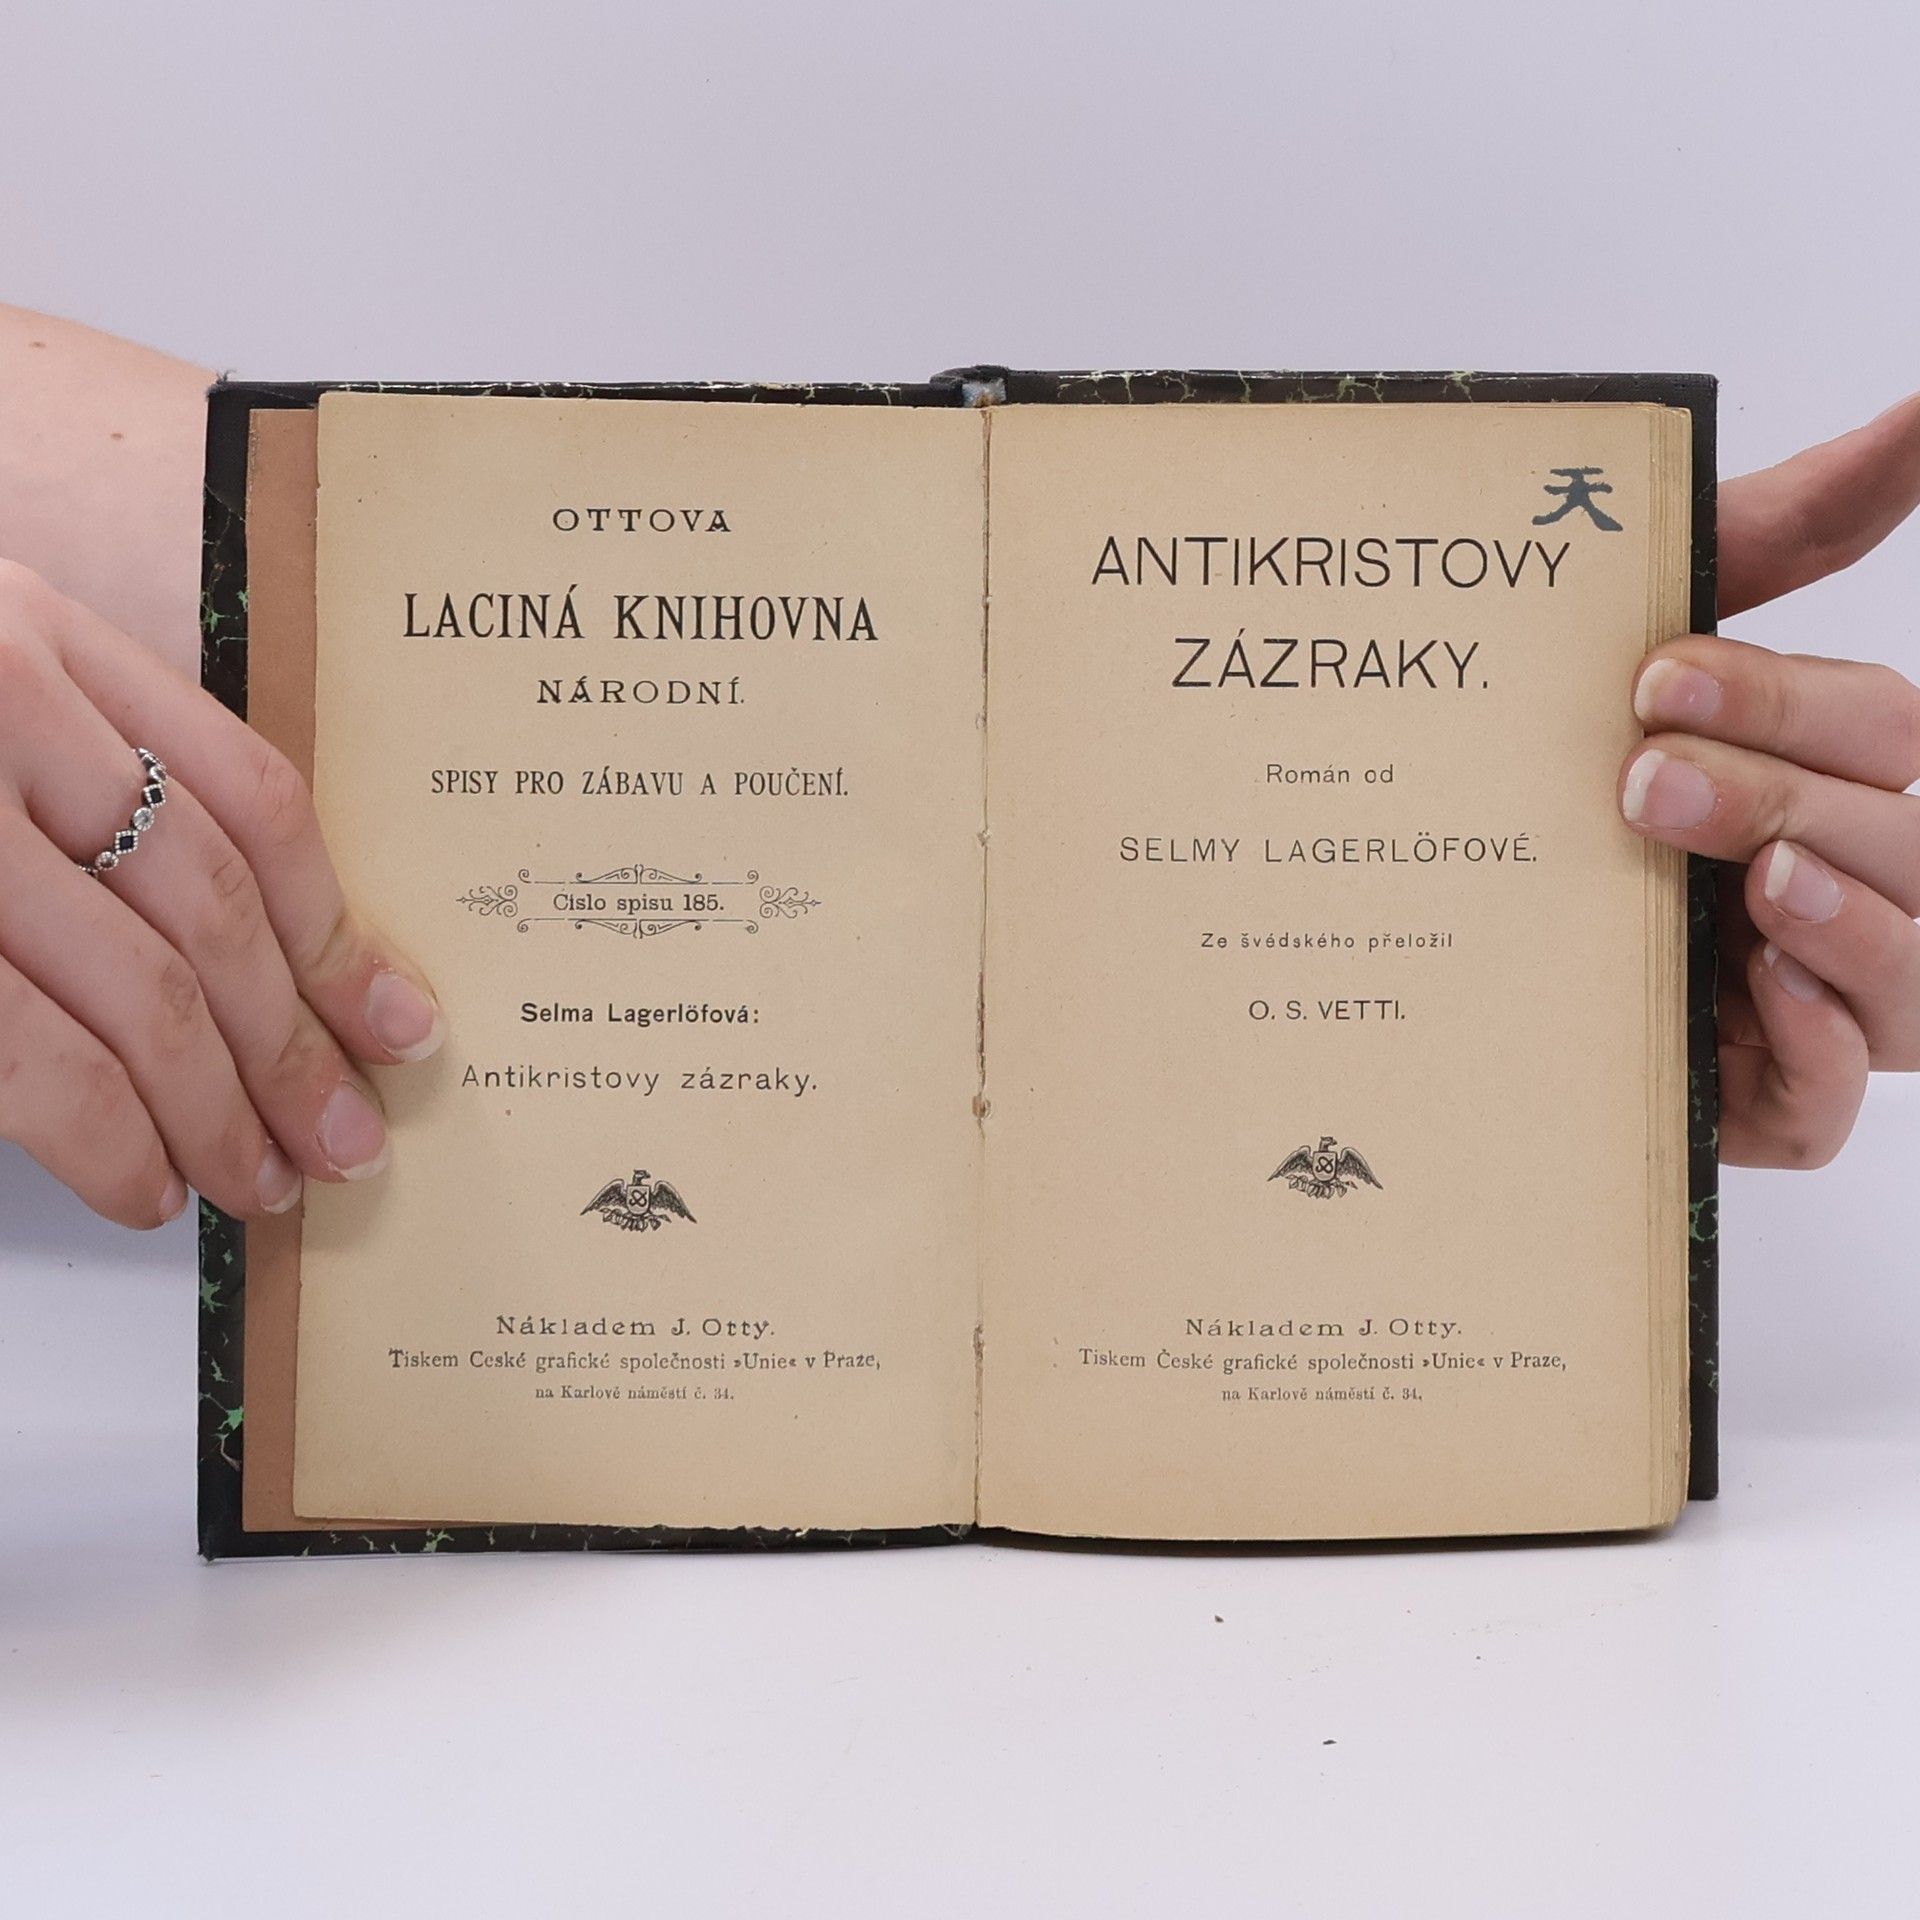 OTTOVA
LACINÁ KNIHOVNA
NÁRODNÍ.
SPISY PRO ZÁBAVU A POUČENÍ.
Číslo spisu 185.
Selma Lagerlöfová:
Antikristovy zázraky.
Nákladem J. Otty.
Tiskem České grafické společnosti »Unie« v Praze,
na Karlově náměstí č. 34.
天
ANTIKRISTOVY
ZÁZRAKY.
Román od
SELMY LAGERLÖFOVÉ.
Ze švédského přeložil
O. S. VETTI.
Nákladem J. Otty.
Tiskem České grafické společnosti »Unie« v Praze,
na Karlově náměstí č. 34.